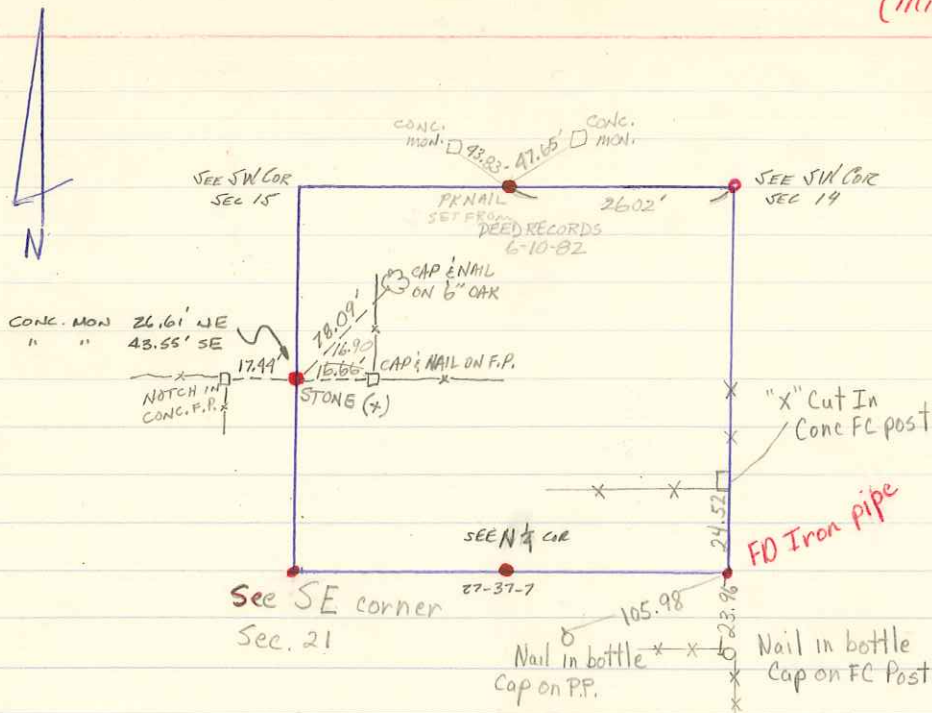 CONC. MON.
43.83
47.65'
CONC. MON.
SEE SW COR
SEC 15
PK NAIL
SET FROM
DEED RECORDS
6-10-82
2602'
SEE SW COR
SEC 14
N
CAP & NAIL
ON 6" OAK
78.09'
16.90
16.66'
CONC. MON 26.61' NE
" " 43.55' SE
17.44'
CAP & NAIL ON F.P.
NOTCH IN
CONC. F.P.
STONE (x)
"X" Cut In
Conc FC post
24.52
FD Iron pipe
SEE N¼ COR
27-37-7
See SE corner
Sec. 21
105.98
23.96
Nail in bottle
Cap on P.P.
Nail in bottle
Cap on FC Post